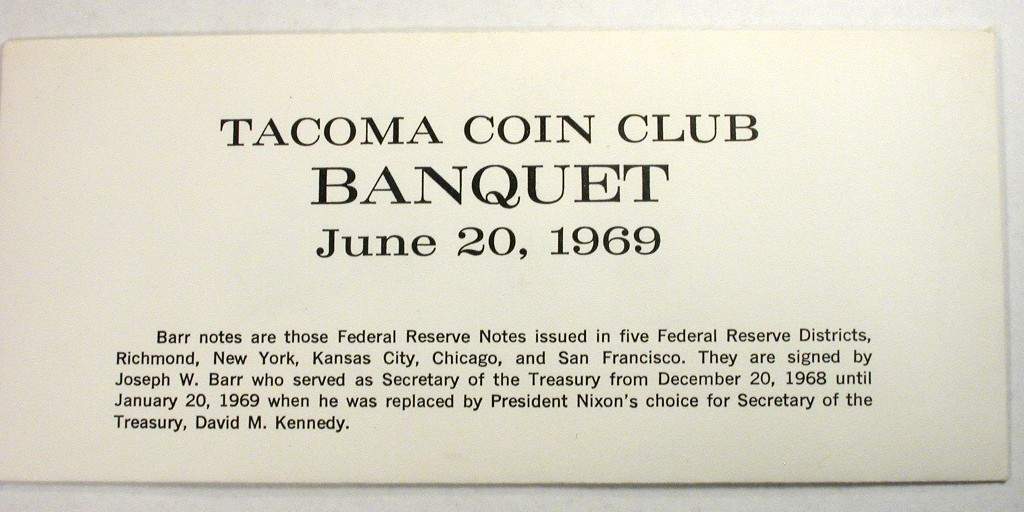 TACOMA COIN CLUB
BANQUET
June 20, 1969
Barr notes are those Federal Reserve Notes issued in five Federal Reserve Districts,
Richmond, New York, Kansas City, Chicago, and San Francisco. They are signed by
Joseph W. Barr who served as Secretary of the Treasury from December 20, 1968 until
January 20, 1969 when he was replaced by President Nixon's choice for Secretary of the
Treasury, David M. Kennedy.